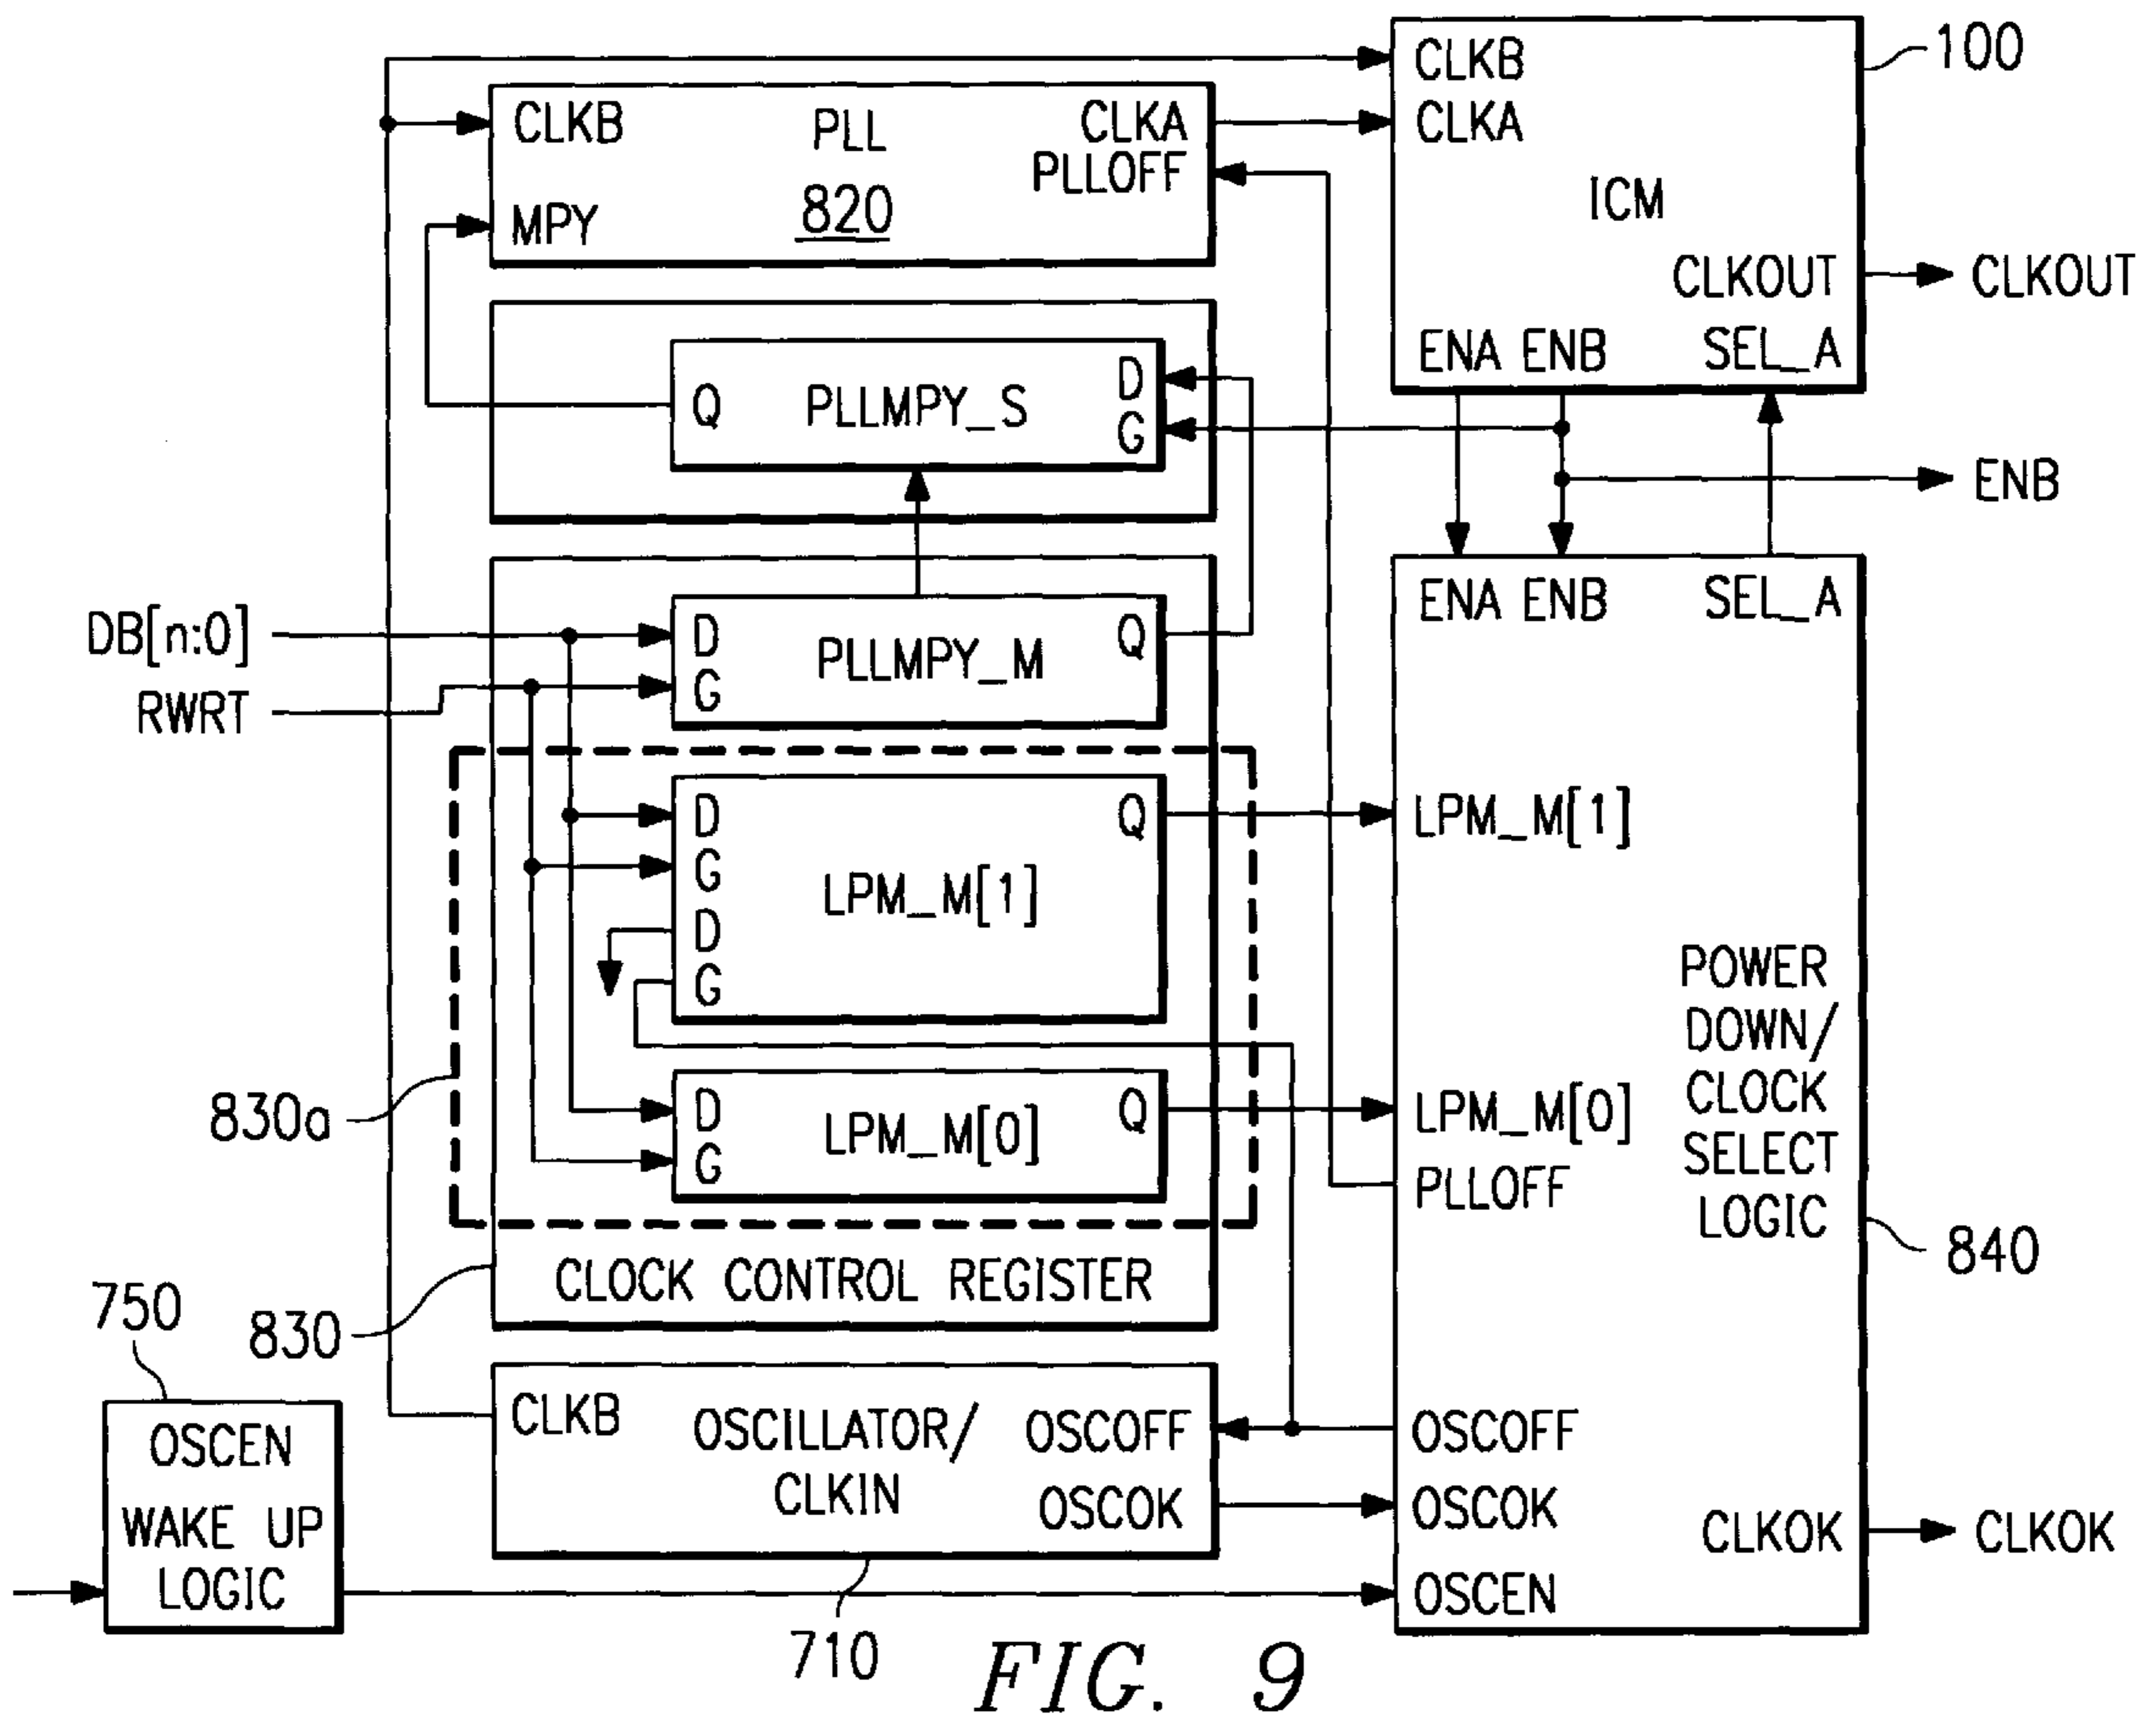 CLKB
CLKA
ICM
CLKOUT
ENA ENB SEL_A
100
CLKOUT
CLKB PLL CLKA
PLLOFF
MPY 820
Q PLLMPY_S D
G
ENB
DB[n:0]
RWRT
D PLLMPY_M Q
G
D Q
G LPM_M[1]
D
G
830a
D LPM_M[0] Q
G
CLOCK CONTROL REGISTER
830
ENA ENB SEL_A
LPM_M[1]
POWER
DOWN/
CLOCK
SELECT
LOGIC
LPM_M[0]
PLLOFF
840
OSCOFF
OSCOK
CLKOK
CLKOK
OSCEN
750
OSCEN
WAKE UP
LOGIC
CLKB OSCILLATOR/ OSCOFF
CLKIN OSCOK
710
FIG. 9